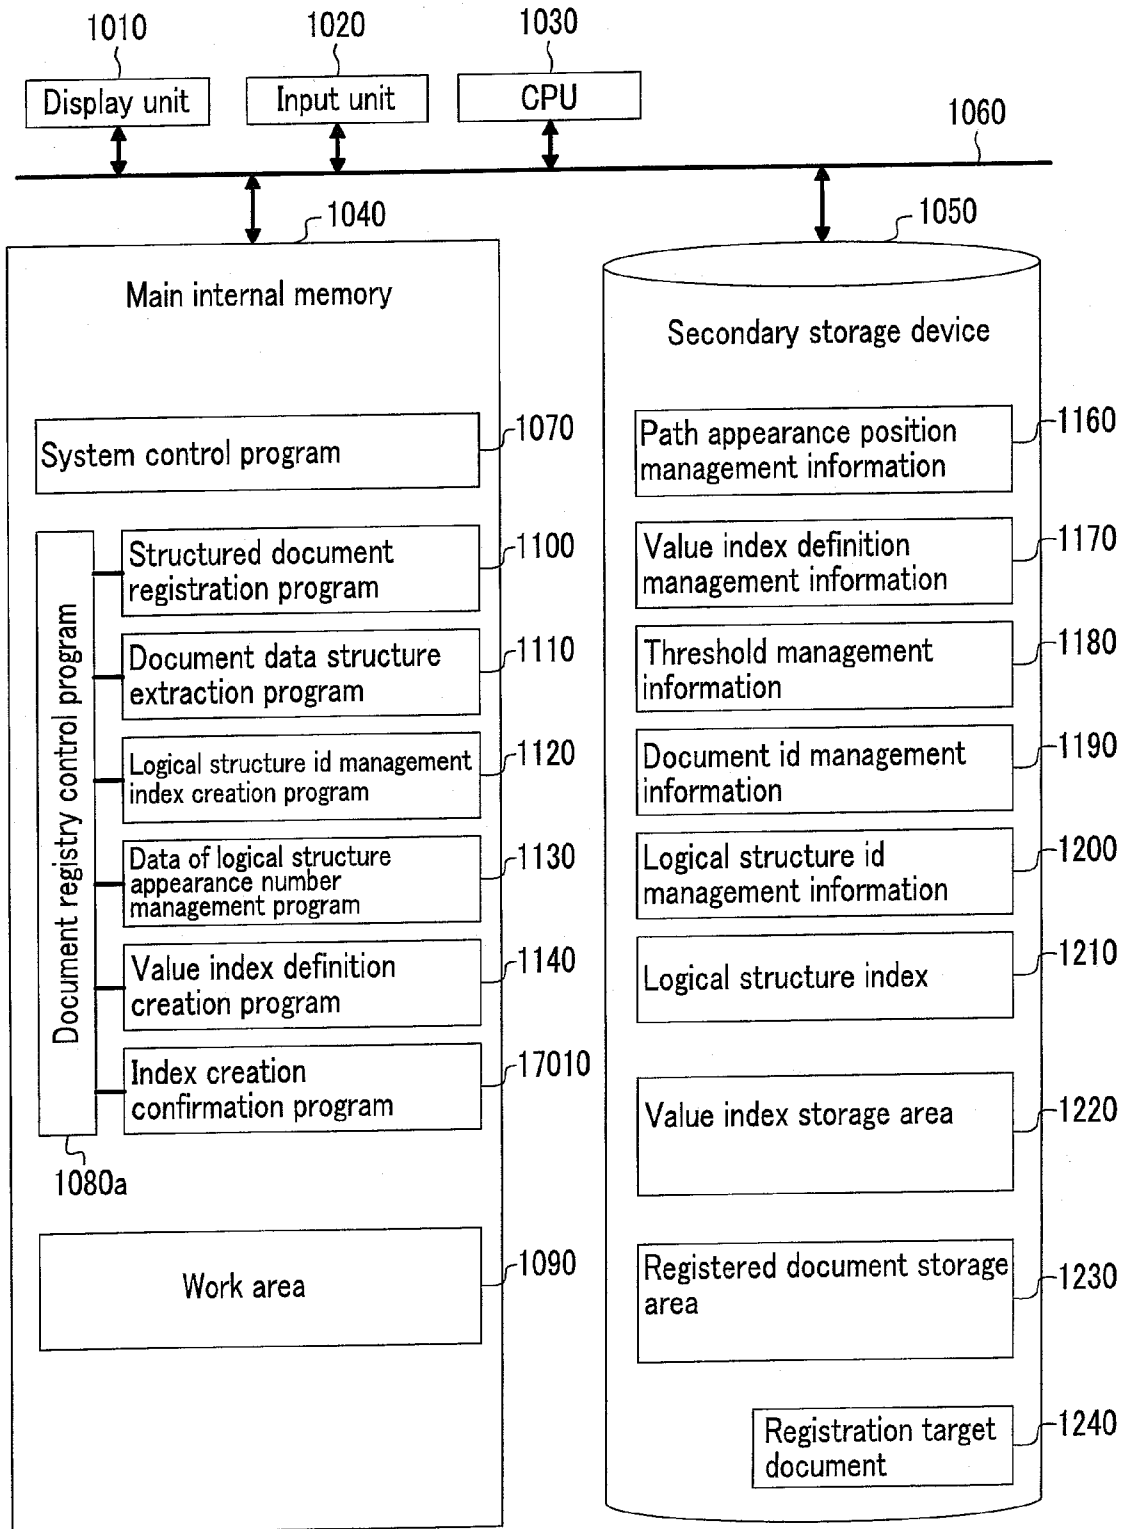 1010
1020
1030
Display unit
Input unit
CPU
1060
1040
1050
Main internal memory
Secondary storage device
System control program
1070
Document registry control program
1080a
Structured document
registration program
1100
Document data structure
extraction program
1110
Logical structure id management
index creation program
1120
Data of logical structure
appearance number
management program
1130
Value index definition
creation program
1140
Index creation
confirmation program
17010
Work area
1090
Path appearance position
management information
1160
Value index definition
management information
1170
Threshold management
information
1180
Document id management
information
1190
Logical structure id
management information
1200
Logical structure index
1210
Value index storage area
1220
Registered document storage
area
1230
Registration target
document
1240